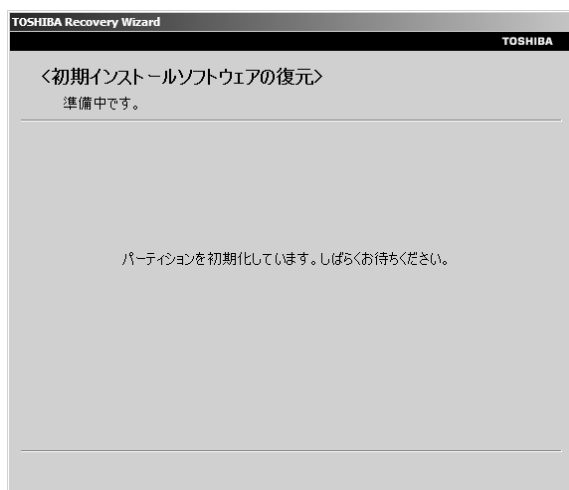 TOSHIBA Recovery Wizard
TOSHIBA
<初期インストールソフトウェアの復元>
準備中です。
パーティションを初期化しています。しばらくお待ちください。